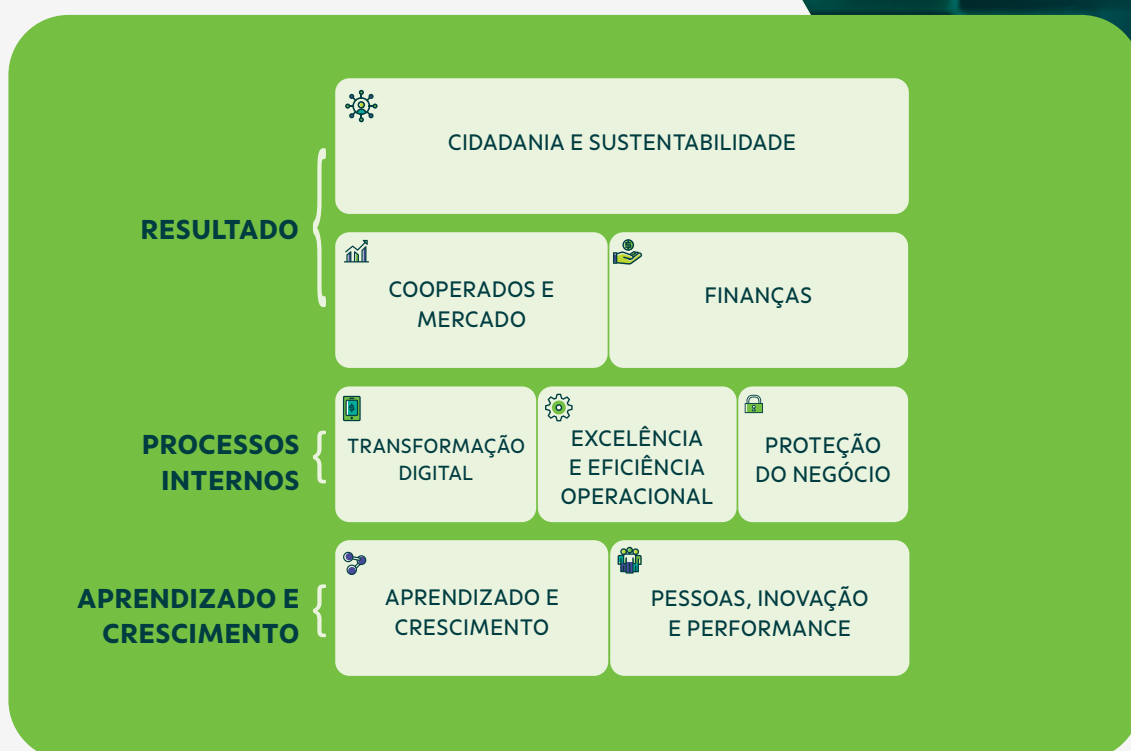 CIDADANIA E SUSTENTABILIDADE
RESULTADO
COOPERADOS E
MERCADO
FINANÇAS
PROCESSOS
INTERNOS
TRANSFORMAÇÃO
DIGITAL
EXCELÊNCIA
E EFICIÊNCIA
OPERACIONAL
PROTEÇÃO
DO NEGÓCIO
APRENDIZADO E
CRESCIMENTO
APRENDIZADO E
CRESCIMENTO
PESSOAS, INOVAÇÃO
E PERFORMANCE